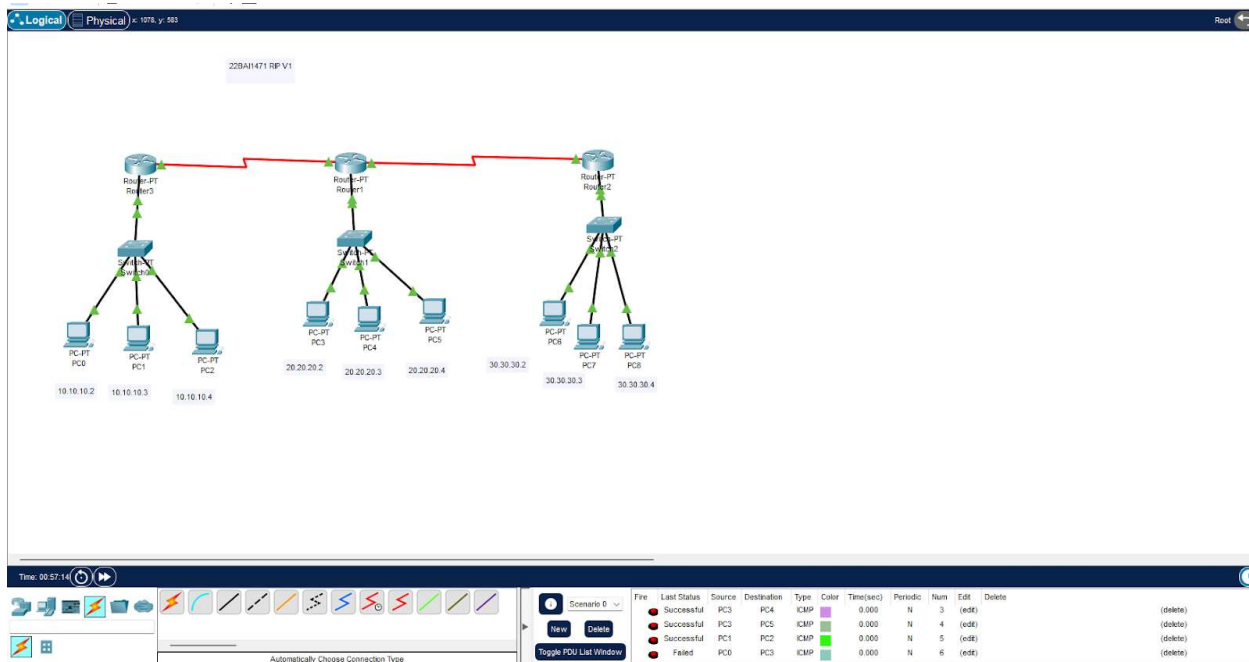 Logical Physical x: 1078, y: 583 Root
22BAI1471 RIP V1
Router-PT
Router3
Router-PT
Router1
Router-PT
Router2
Switch-PT
Switch0
Switch-PT
Switch1
Switch-PT
Switch2
PC-PT
PC0
PC-PT
PC1
PC-PT
PC2
PC-PT
PC3
PC-PT
PC4
PC-PT
PC5
PC-PT
PC6
PC-PT
PC7
PC-PT
PC8
10.10.10.2
10.10.10.3
10.10.10.4
20.20.20.2
20.20.20.3
20.20.20.4
30.30.30.2
30.30.30.3
30.30.30.4
Time: 00:57:14
Automatically Choose Connection Type
Scenario 0
New Delete
Toggle PDU List Window
Fire Last Status Source Destination Type Color Time(sec) Periodic Num Edit Delete
Successful PC3 PC4 ICMP 0.000 N 3 (edit) (delete)
Successful PC3 PC5 ICMP 0.000 N 4 (edit) (delete)
Successful PC1 PC2 ICMP 0.000 N 5 (edit) (delete)
Failed PC0 PC3 ICMP 0.000 N 6 (edit) (delete)